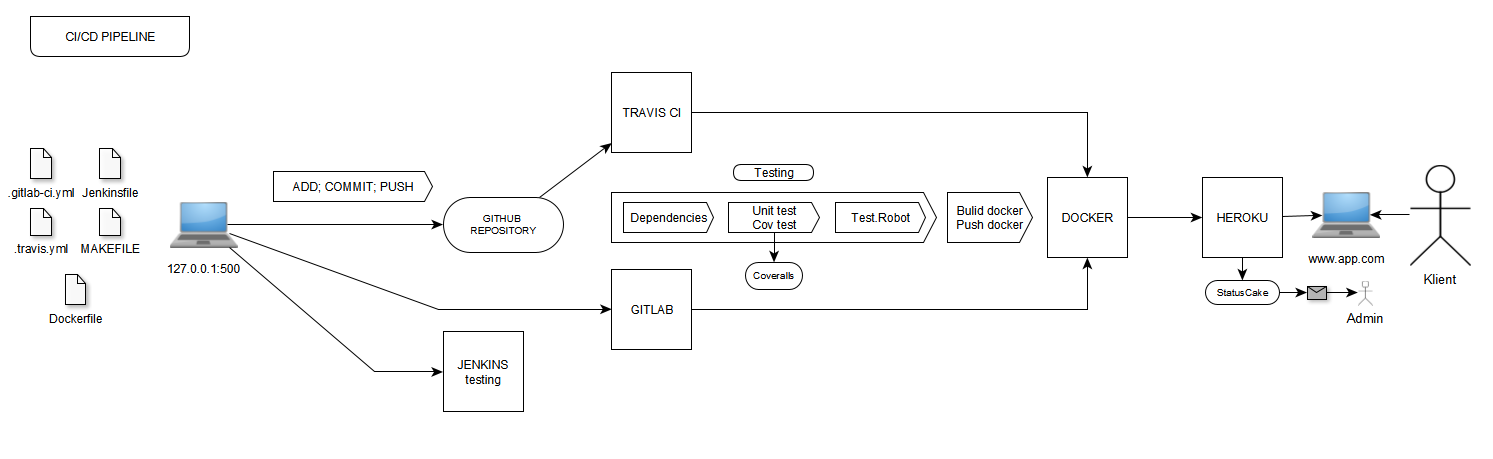 CI/CD PIPELINE
.gitlab-ci.yml
Jenkinsfile
.travis.yml
MAKEFILE
Dockerfile
127.0.0.1:500
ADD; COMMIT; PUSH
GITHUB
REPOSITORY
JENKINS
testing
TRAVIS CI
Testing
Dependencies
Unit test
Cov test
Test.Robot
Coveralls
Bulid docker
Push docker
GITLAB
DOCKER
HEROKU
StatusCake
www.app.com
Admin
Klient